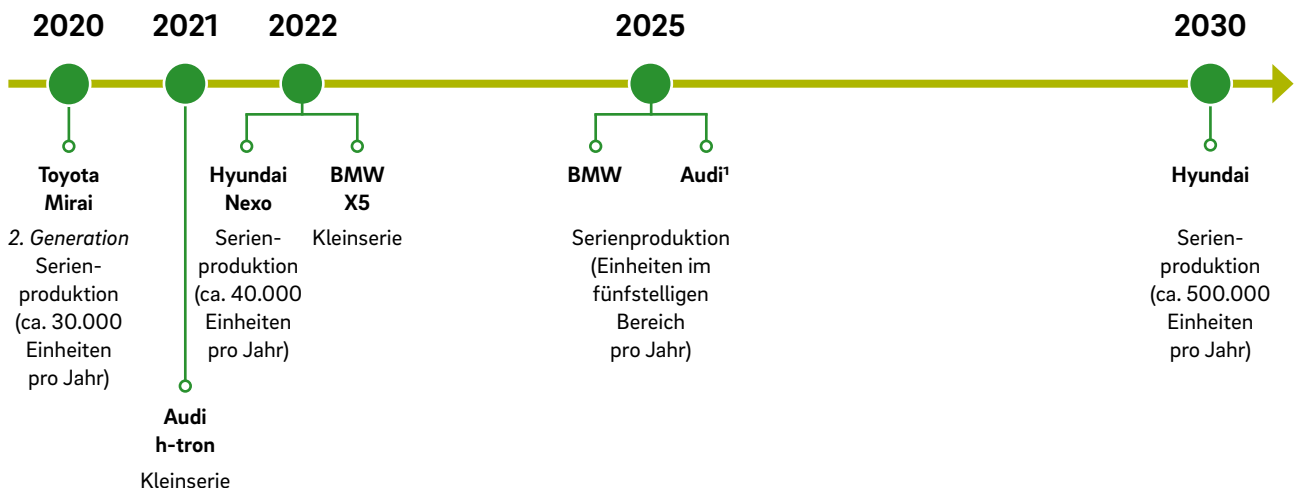 2020
2021
2022
2025
2030
Toyota
Mirai
2. Generation
Serien-
produktion
(ca. 30.000
Einheiten
pro Jahr)
Audi
h-tron
Kleinserie
Hyundai
Nexo
Serien-
produktion
(ca. 40.000
Einheiten
pro Jahr)
BMW
X5
Kleinserie
BMW
Audi¹
Serienproduktion
(Einheiten im
fünfstelligen
Bereich
pro Jahr)
Hyundai
Serien-
produktion
(ca. 500.000
Einheiten
pro Jahr)